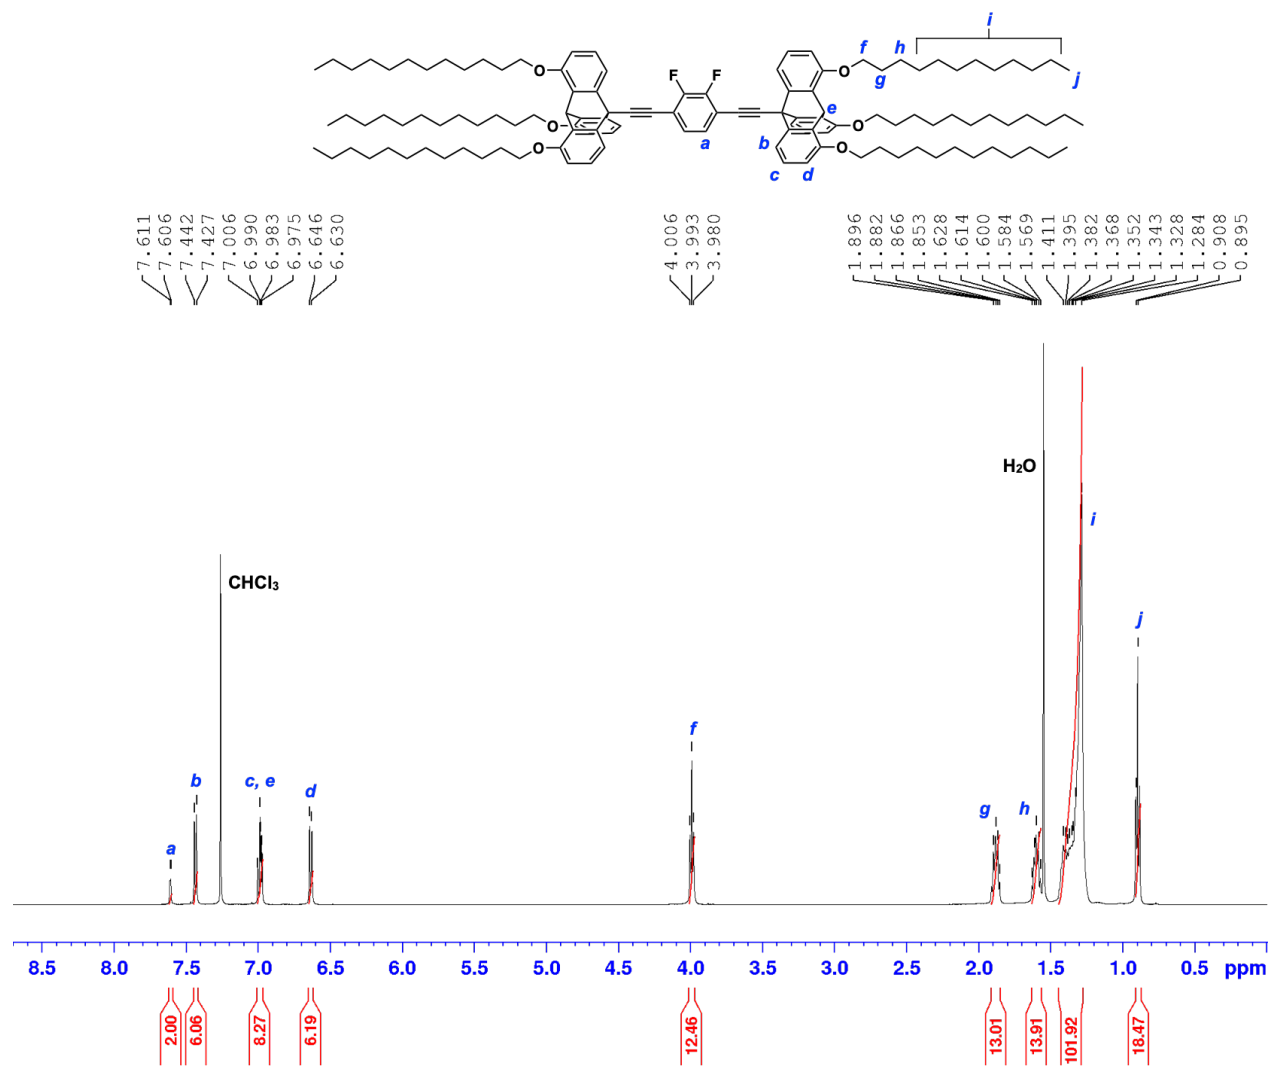 i
f h
g j
O O
F F
e
O O
a b
O c d O
7.611 7.606 7.442 7.427 7.006 6.990 6.983 6.975 6.646 6.630 4.006 3.993 3.980 1.896 1.882 1.866 1.853 1.628 1.614 1.600 1.584 1.569 1.411 1.395 1.382 1.368 1.352 1.343 1.328 1.284 0.908 0.895
H₂O
i
CHCl₃
j
f
b c, e d
g h
a
8.5 8.0 7.5 7.0 6.5 6.0 5.5 5.0 4.5 4.0 3.5 3.0 2.5 2.0 1.5 1.0 0.5 ppm
2.00 6.06 8.27 6.19 12.46 13.01 13.91 101.92 18.47